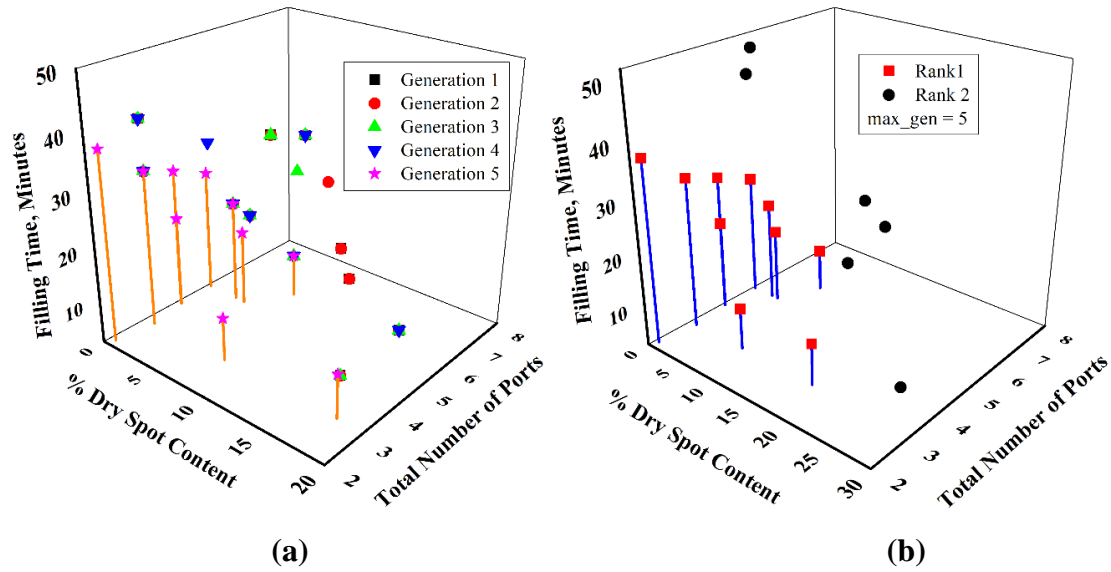 50
40
30
20
10
Filling Time, Minutes
0
5
10
15
20
% Dry Spot Content
2
3
4
5
6
7
8
Total Number of Ports
Generation 1
Generation 2
Generation 3
Generation 4
Generation 5
(a)
50
40
30
20
10
Filling Time, Minutes
0
5
10
15
20
25
30
% Dry Spot Content
2
3
4
5
6
7
8
Total Number of Ports
Rank1
Rank 2
max_gen = 5
(b)